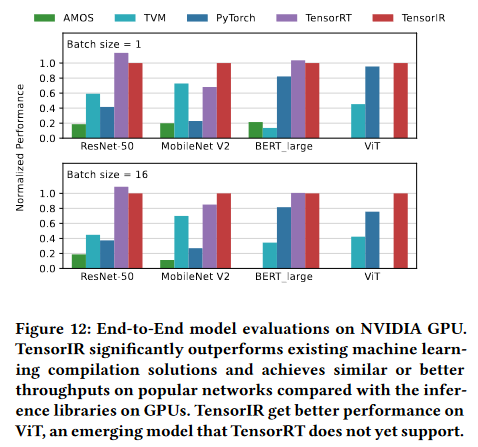 AMOS TVM PyTorch TensorRT TensorIR
Normalized Performance
Batch size = 1
1.0
0.8
0.6
0.4
0.2
0.0
ResNet-50 MobileNet V2 BERT_large ViT
Batch size = 16
1.0
0.8
0.6
0.4
0.2
0.0
ResNet-50 MobileNet V2 BERT_large ViT
Figure 12: End-to-End model evaluations on NVIDIA GPU.
TensorIR significantly outperforms existing machine learn-
ing compilation solutions and achieves similar or better
throughputs on popular networks compared with the infer-
ence libraries on GPUs. TensorIR get better performance on
ViT, an emerging model that TensorRT does not yet support.